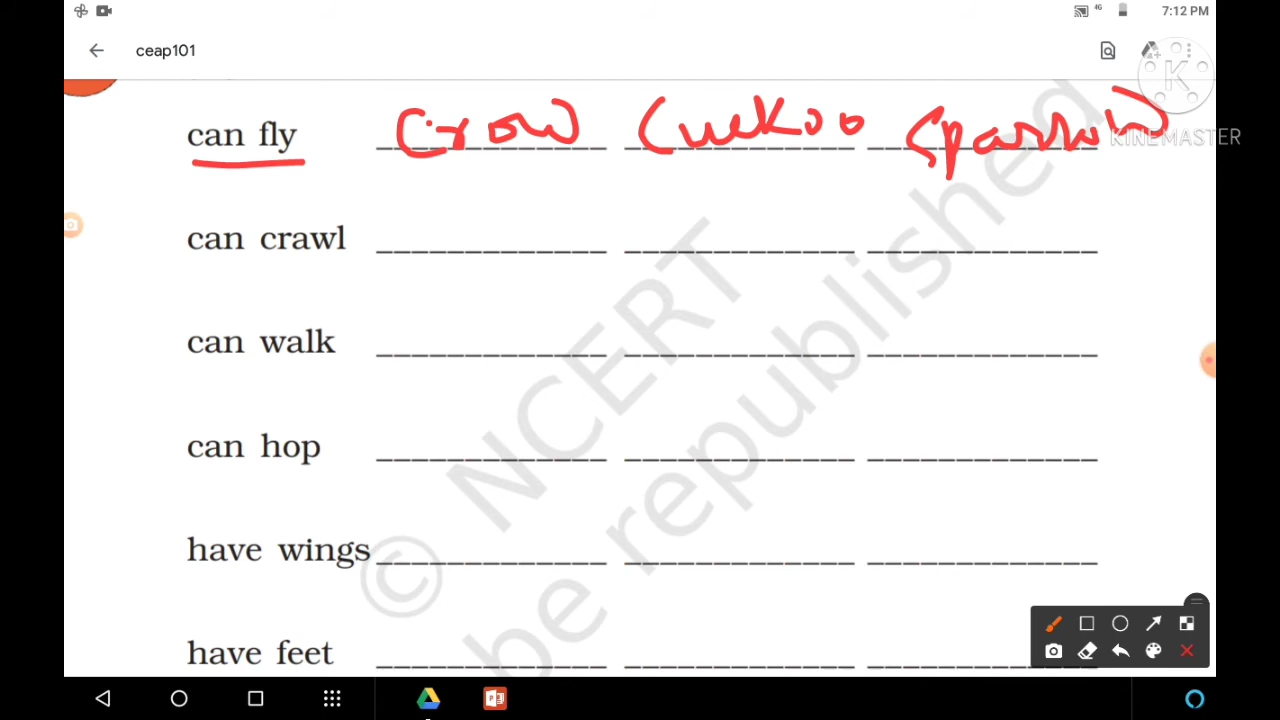 7:12 PM
4G
ceap101
K
KINEMASTER
can fly Crow Cuckoo Sparrow
can crawl
can walk
can hop
have wings
have feet
© NCERT
be republished